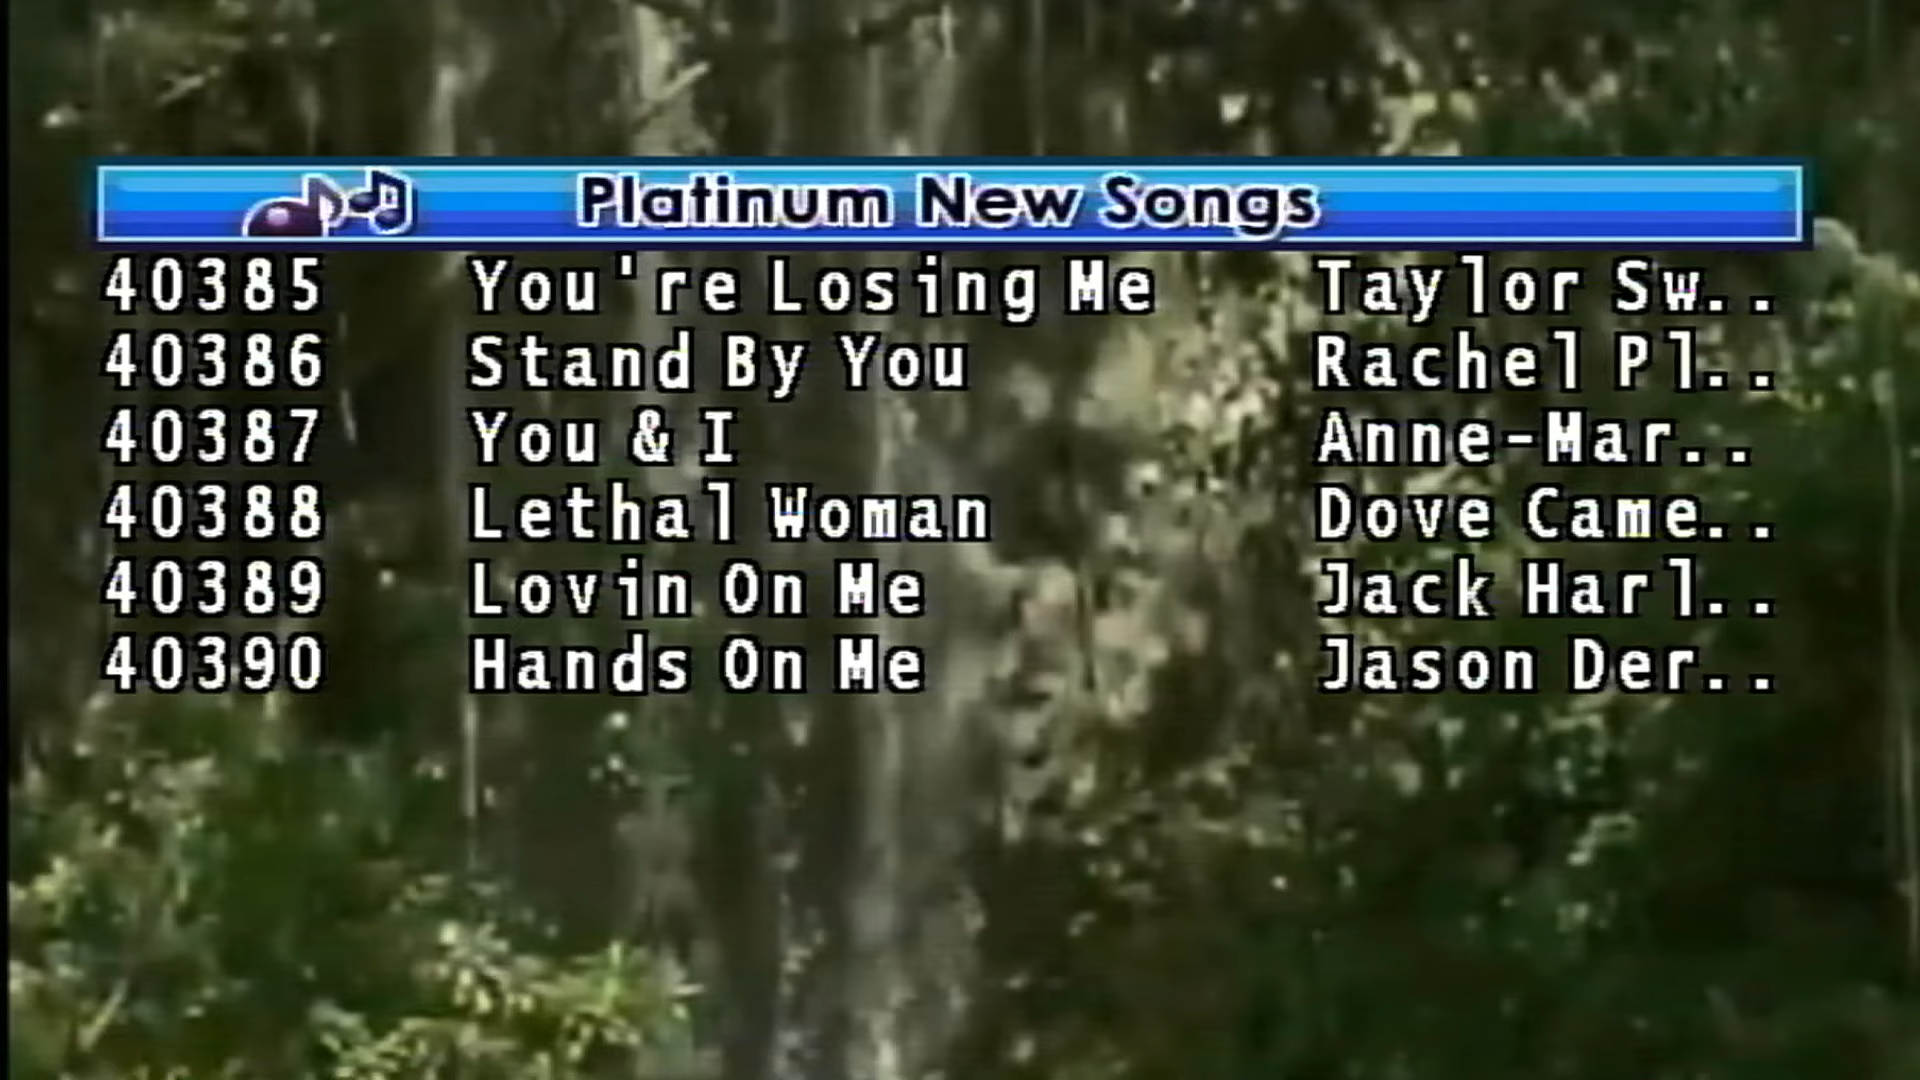 Platinum New Songs
40385 You're Losing Me Taylor Sw..
40386 Stand By You Rachel Pl..
40387 You & I Anne-Mar..
40388 Lethal Woman Dove Came..
40389 Lovin On Me Jack Harl..
40390 Hands On Me Jason Der..